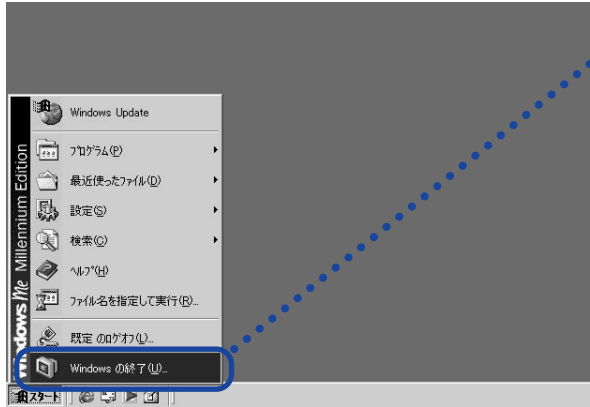 Windows Update
ﾌﾟﾛｸﾞﾗﾑ(P)
最近使ったﾌｧｲﾙ(D)
設定(S)
検索(C)
ﾍﾙﾌﾟ(H)
ﾌｧｲﾙ名を指定して実行(R)...
既定 のﾛｸﾞｵﾌ(L)...
Windows の終了(U)...
Windows Me Millennium Edition
スタート